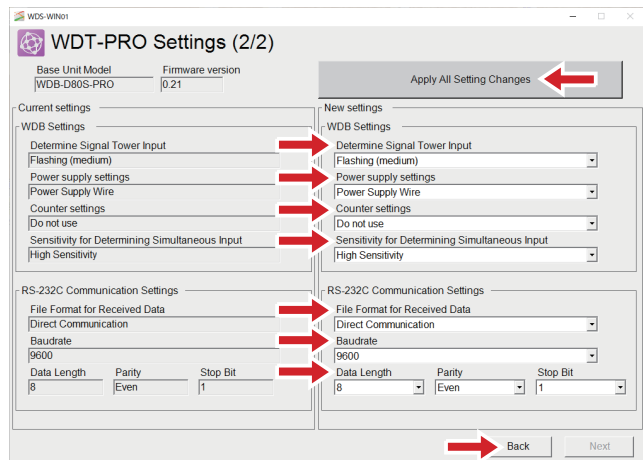 WDS-WIN01
WDT-PRO Settings (2/2)
Base Unit Model
Firmware version
WDB-D80S-PRO
0.21
Apply All Setting Changes
Current settings
WDB Settings
Determine Signal Tower Input
Flashing (medium)
Power supply settings
Power Supply Wire
Counter settings
Do not use
Sensitivity for Determining Simultaneous Input
High Sensitivity
RS-232C Communication Settings
File Format for Received Data
Direct Communication
Baudrate
9600
Data Length Parity Stop Bit
8 Even 1
New settings
WDB Settings
Determine Signal Tower Input
Flashing (medium)
Power supply settings
Power Supply Wire
Counter settings
Do not use
Sensitivity for Determining Simultaneous Input
High Sensitivity
RS-232C Communication Settings
File Format for Received Data
Direct Communication
Baudrate
9600
Data Length Parity Stop Bit
8 Even 1
Back Next